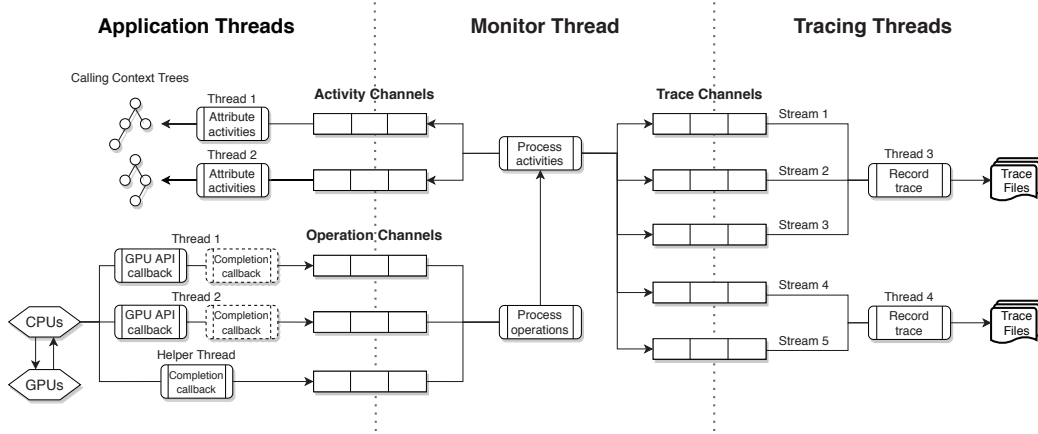 Application Threads
Monitor Thread
Tracing Threads
Calling Context Trees
Thread 1
Attribute
activities
Activity Channels
Thread 2
Attribute
activities
Process
activities
Trace Channels
Stream 1
Stream 2
Stream 3
Thread 3
Record
trace
Trace
Files
Operation Channels
Thread 1
GPU API
callback
Completion
callback
Thread 2
GPU API
callback
Completion
callback
CPUs
GPUs
Helper Thread
Completion
callback
Process
operations
Stream 4
Stream 5
Thread 4
Record
trace
Trace
Files